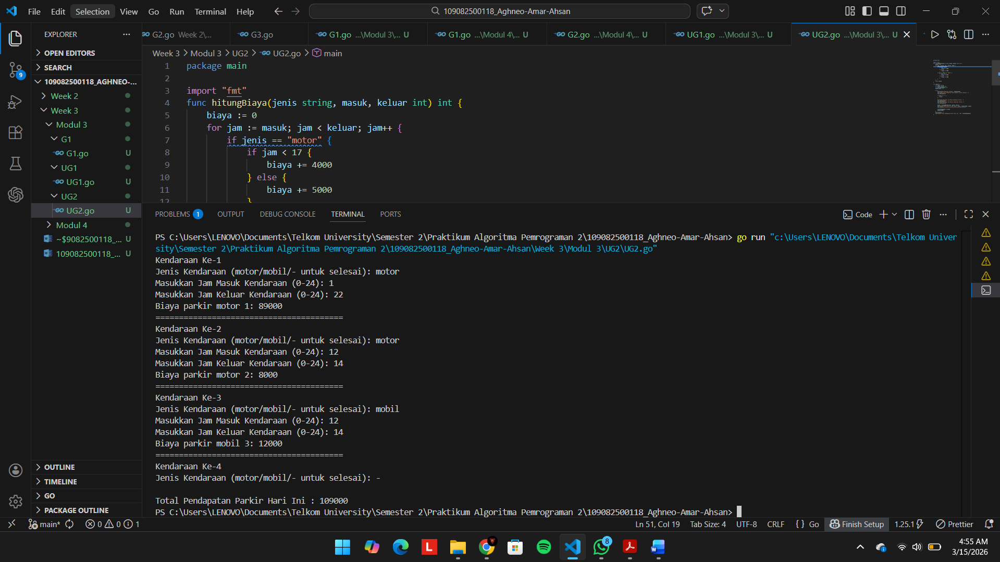 File Edit Selection View Go Run Terminal Help
109082500118_Aghneo-Amar-Ahsan
EXPLORER
OPEN EDITORS
SEARCH
109082500118_AGHNEO-...
Week 2
Week 3
Modul 3
G1
G1.go U
UG1
UG1.go U
UG2
UG2.go U
Modul 4
~$9082500118_... U
109082500118_... U
OUTLINE
TIMELINE
GO
PACKAGE OUTLINE
9
G2.go Week 2\... G3.go G1.go ...\Modul 3\... U G1.go ...\Modul 4\... U G2.go ...\Modul 4\... U UG1.go ...\Modul 3\... U UG2.go ...\Modul 3\... U
Week 3 > Modul 3 > UG2 > UG2.go > main
1 package main
2
3 import "fmt"
4 func hitungBiaya(jenis string, masuk, keluar int) int {
5 biaya := 0
6 for jam := masuk; jam < keluar; jam++ {
7 if jenis == "motor" {
8 if jam < 17 {
9 biaya += 4000
10 } else {
11 biaya += 5000
12 }
PROBLEMS 1 OUTPUT DEBUG CONSOLE TERMINAL PORTS
Code
PS C:\Users\LENOVO\Documents\Telkom University\Semester 2\Praktikum Algoritma Pemrograman 2\109082500118_Aghneo-Amar-Ahsan> go run "c:\Users\LENOVO\Documents\Telkom Univer
sity\Semester 2\Praktikum Algoritma Pemrograman 2\109082500118_Aghneo-Amar-Ahsan\Week 3\Modul 3\UG2\UG2.go"
Kendaraan Ke-1
Jenis Kendaraan (motor/mobil/- untuk selesai): motor
Masukkan Jam Masuk Kendaraan (0-24): 1
Masukkan Jam Keluar Kendaraan (0-24): 22
Biaya parkir motor 1: 89000
========================================
Kendaraan Ke-2
Jenis Kendaraan (motor/mobil/- untuk selesai): motor
Masukkan Jam Masuk Kendaraan (0-24): 12
Masukkan Jam Keluar Kendaraan (0-24): 14
Biaya parkir motor 2: 8000
========================================
Kendaraan Ke-3
Jenis Kendaraan (motor/mobil/- untuk selesai): mobil
Masukkan Jam Masuk Kendaraan (0-24): 12
Masukkan Jam Keluar Kendaraan (0-24): 14
Biaya parkir mobil 3: 12000
========================================
Kendaraan Ke-4
Jenis Kendaraan (motor/mobil/- untuk selesai): -
Total Pendapatan Parkir Hari Ini : 109000
PS C:\Users\LENOVO\Documents\Telkom University\Semester 2\Praktikum Algoritma Pemrograman 2\109082500118_Aghneo-Amar-Ahsan>
main* 0 0 1
Ln 51, Col 19 Tab Size: 4 UTF-8 CRLF {} Go Finish Setup 1.25.1 Prettier
L
8
4:55 AM
3/15/2026